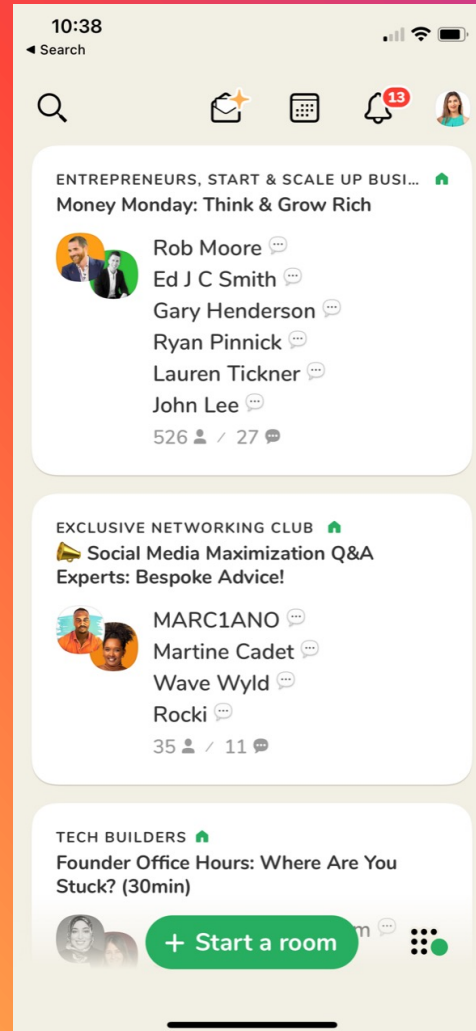 10:38
◀ Search
13
ENTREPRENEURS, START & SCALE UP BUSI...
Money Monday: Think & Grow Rich
Rob Moore
Ed J C Smith
Gary Henderson
Ryan Pinnick
Lauren Tickner
John Lee
526 / 27
EXCLUSIVE NETWORKING CLUB
Social Media Maximization Q&A
Experts: Bespoke Advice!
MARC1ANO
Martine Cadet
Wave Wyld
Rocki
35 / 11
TECH BUILDERS
Founder Office Hours: Where Are You
Stuck? (30min)
+ Start a room